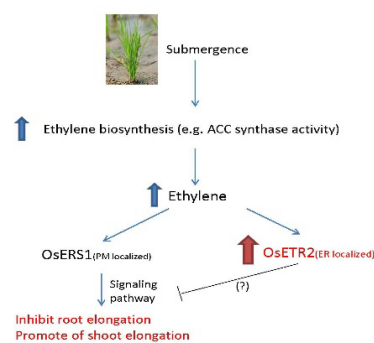 Submergence
Ethylene biosynthesis (e.g. ACC synthase activity)
Ethylene
OsERS1(PM localized)
OsETR2(ER localized)
Signaling
pathway
(?)
Inhibit root elongation
Promote of shoot elongation